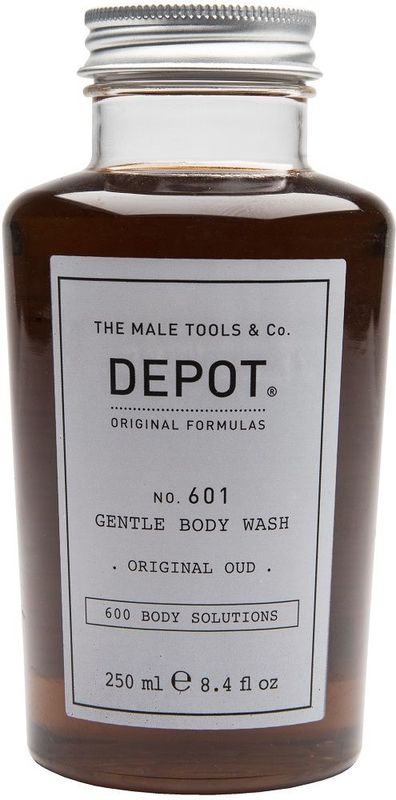 THE MALE TOOLS & Co.
DEPOT®
ORIGINAL FORMULAS
NO. 601
GENTLE BODY WASH
. ORIGINAL OUD .
600 BODY SOLUTIONS
250 ml ℮ 8.4 fl oz